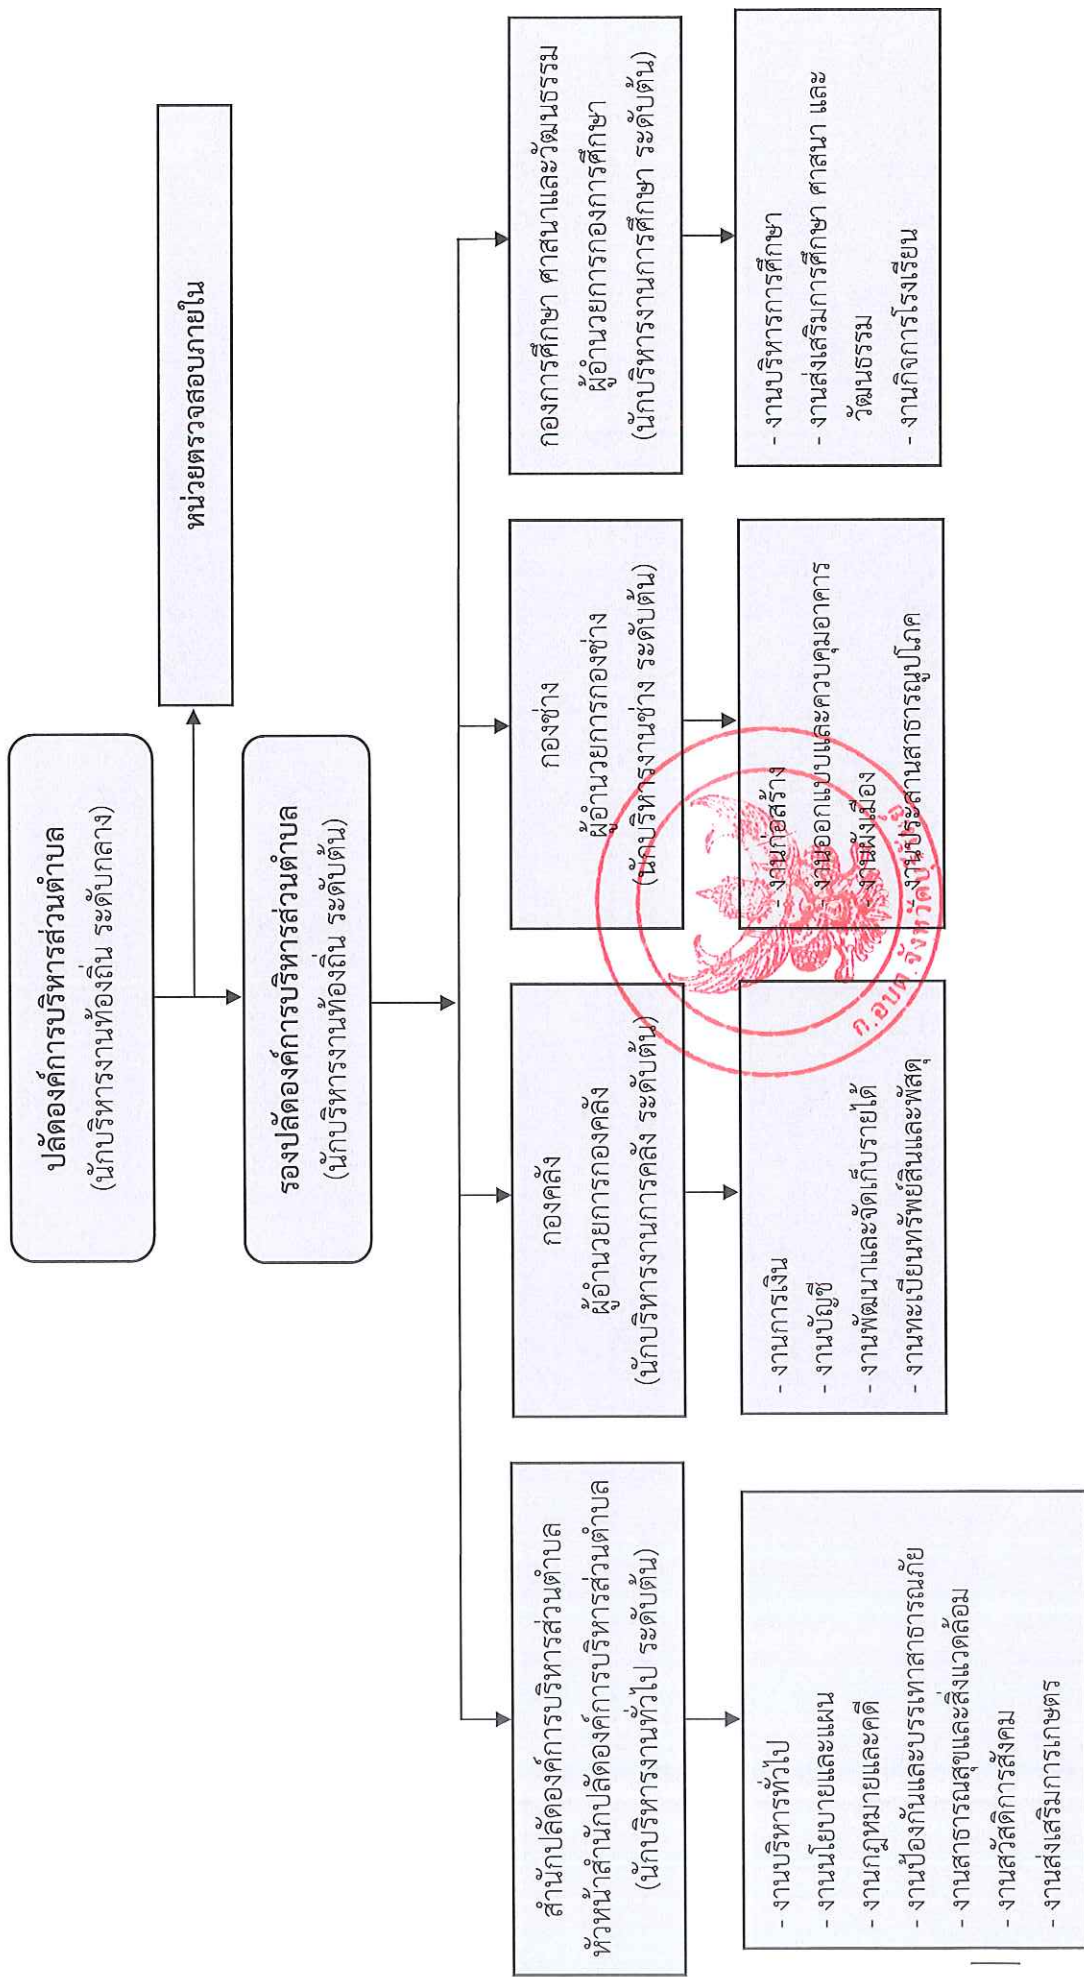 ปลัดองค์การบริหารส่วนตำบล
(นักบริหารงานท้องถิ่น ระดับกลาง)
หน่วยตรวจสอบภายใน
รองปลัดองค์การบริหารส่วนตำบล
(นักบริหารงานท้องถิ่น ระดับต้น)
สำนักปลัดองค์การบริหารส่วนตำบล
หัวหน้าสำนักปลัดองค์การบริหารส่วนตำบล
(นักบริหารงานทั่วไป ระดับต้น)
- งานบริหารทั่วไป
- งานนโยบายและแผน
- งานกฎหมายและคดี
- งานป้องกันและบรรเทาสาธารณภัย
- งานสาธารณสุขและสิ่งแวดล้อม
- งานสวัสดิการสังคม
- งานส่งเสริมการเกษตร
กองคลัง
ผู้อำนวยการกองคลัง
(นักบริหารงานการคลัง ระดับต้น)
- งานการเงิน
- งานบัญชี
- งานพัฒนาและจัดเก็บรายได้
- งานทะเบียนทรัพย์สินและพัสดุ
กองช่าง
ผู้อำนวยการกองช่าง
(นักบริหารงานช่าง ระดับต้น)
- งานก่อสร้าง
- งานออกแบบและควบคุมอาคาร
- งานผังเมือง
- งานประสานสาธารณูปโภค
กองการศึกษา ศาสนาและวัฒนธรรม
ผู้อำนวยการกองการศึกษา
(นักบริหารงานการศึกษา ระดับต้น)
- งานบริหารการศึกษา
- งานส่งเสริมการศึกษา ศาสนา และ
วัฒนธรรม
- งานกิจการโรงเรียน
ก.อบต.จังหวัด